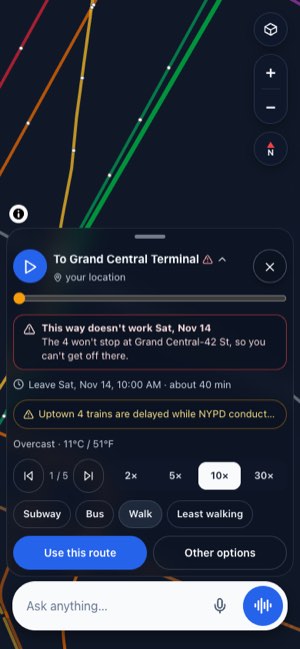 +
−
N
To Grand Central Terminal
your location
This way doesn't work Sat, Nov 14
The 4 won't stop at Grand Central-42 St, so you
can't get off there.
Leave Sat, Nov 14, 10:00 AM · about 40 min
Uptown 4 trains are delayed while NYPD conduct...
Overcast · 11°C / 51°F
1 / 5 2× 5× 10× 30×
Subway Bus Walk Least walking
Use this route Other options
Ask anything...